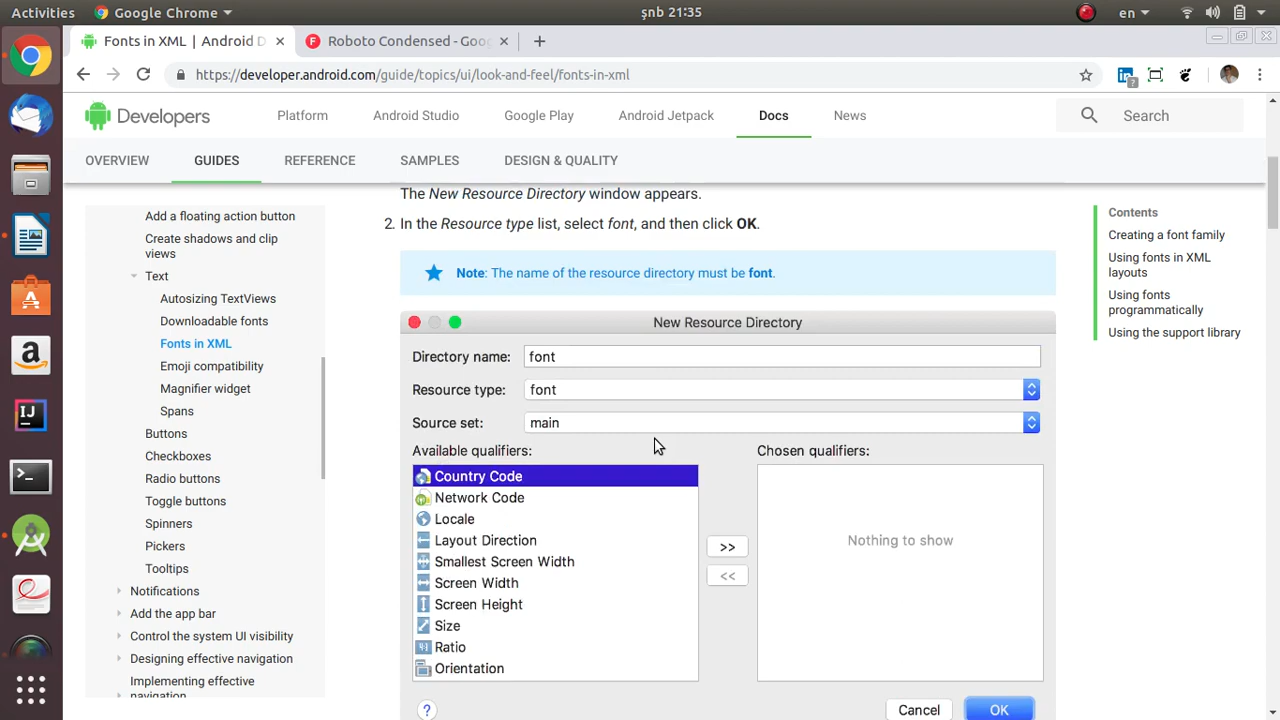 Activities
Google Chrome
şnb 21:35
en
Fonts in XML | Android D
Roboto Condensed - Goog
https://developer.android.com/guide/topics/ui/look-and-feel/fonts-in-xml
Developers
Platform
Android Studio
Google Play
Android Jetpack
Docs
News
Search
OVERVIEW
GUIDES
REFERENCE
SAMPLES
DESIGN & QUALITY
Add a floating action button
Create shadows and clip
views
Text
Autosizing TextViews
Downloadable fonts
Fonts in XML
Emoji compatibility
Magnifier widget
Spans
Buttons
Checkboxes
Radio buttons
Toggle buttons
Spinners
Pickers
Tooltips
Notifications
Add the app bar
Control the system UI visibility
Designing effective navigation
Implementing effective
navigation
The New Resource Directory window appears.
2. In the Resource type list, select font, and then click OK.
Note: The name of the resource directory must be font.
New Resource Directory
Directory name: font
Resource type: font
Source set: main
Available qualifiers:
Chosen qualifiers:
Country Code
Network Code
Locale
Layout Direction
Smallest Screen Width
Screen Width
Screen Height
Size
Ratio
Orientation
>>
<<
Nothing to show
?
Cancel
OK
Contents
Creating a font family
Using fonts in XML
layouts
Using fonts
programmatically
Using the support library